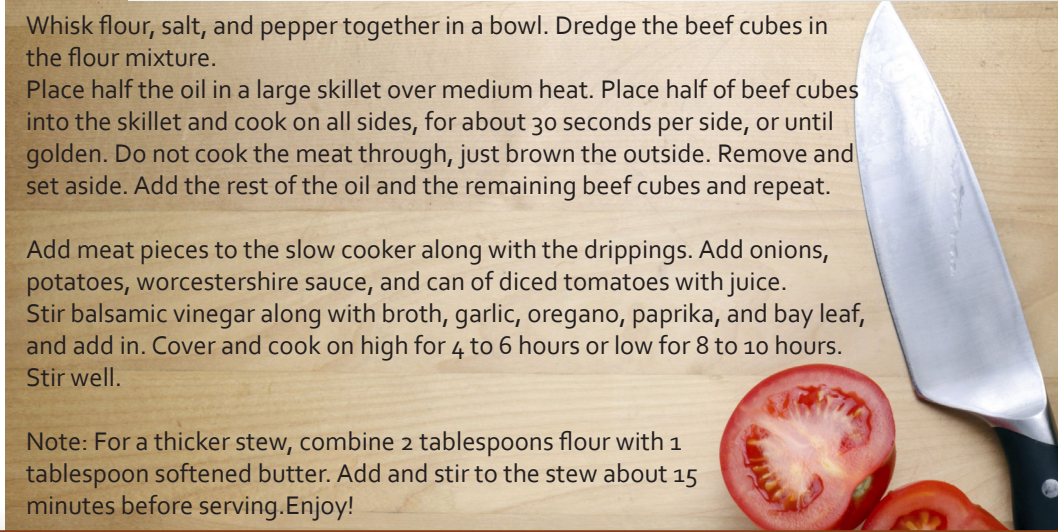 Whisk flour, salt, and pepper together in a bowl. Dredge the beef cubes in
the flour mixture.
Place half the oil in a large skillet over medium heat. Place half of beef cubes
into the skillet and cook on all sides, for about 30 seconds per side, or until
golden. Do not cook the meat through, just brown the outside. Remove and
set aside. Add the rest of the oil and the remaining beef cubes and repeat.
Add meat pieces to the slow cooker along with the drippings. Add onions,
potatoes, worcestershire sauce, and can of diced tomatoes with juice.
Stir balsamic vinegar along with broth, garlic, oregano, paprika, and bay leaf,
and add in. Cover and cook on high for 4 to 6 hours or low for 8 to 10 hours.
Stir well.
Note: For a thicker stew, combine 2 tablespoons flour with 1
tablespoon softened butter. Add and stir to the stew about 15
minutes before serving.Enjoy!